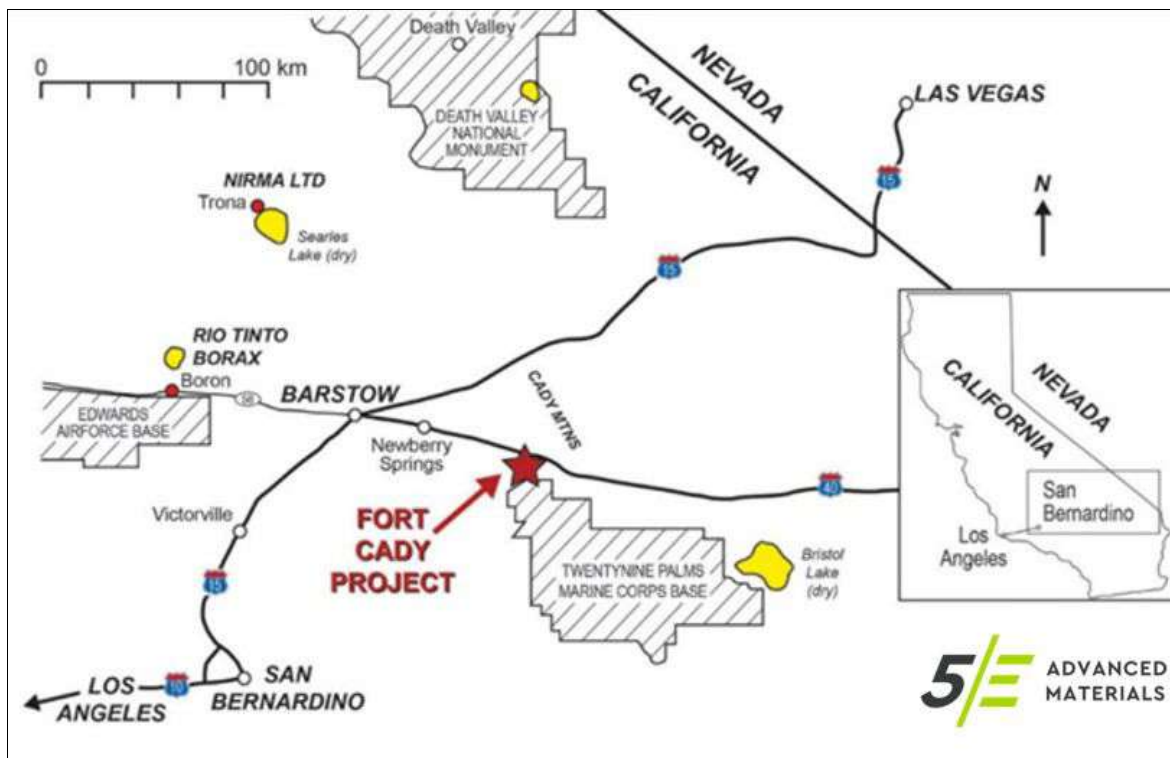 Death Valley
0 100 km
DEATH VALLEY
NATIONAL
MONUMENT
NEVADA
CALIFORNIA
LAS VEGAS
15
N
NIRMA LTD
Trona
Searles
Lake (dry)
15
RIO TINTO
BORAX
Boron
58
EDWARDS
AIRFORCE BASE
BARSTOW
Newberry
Springs
CADY MTNS
40
Victorville
FORT
CADY
PROJECT
TWENTYNINE PALMS
MARINE CORPS BASE
Bristol
Lake
(dry)
15
LOS
ANGELES
10
SAN
BERNARDINO
NEVADA
CALIFORNIA
San
Bernardino
Los
Angeles
5/E ADVANCED
MATERIALS